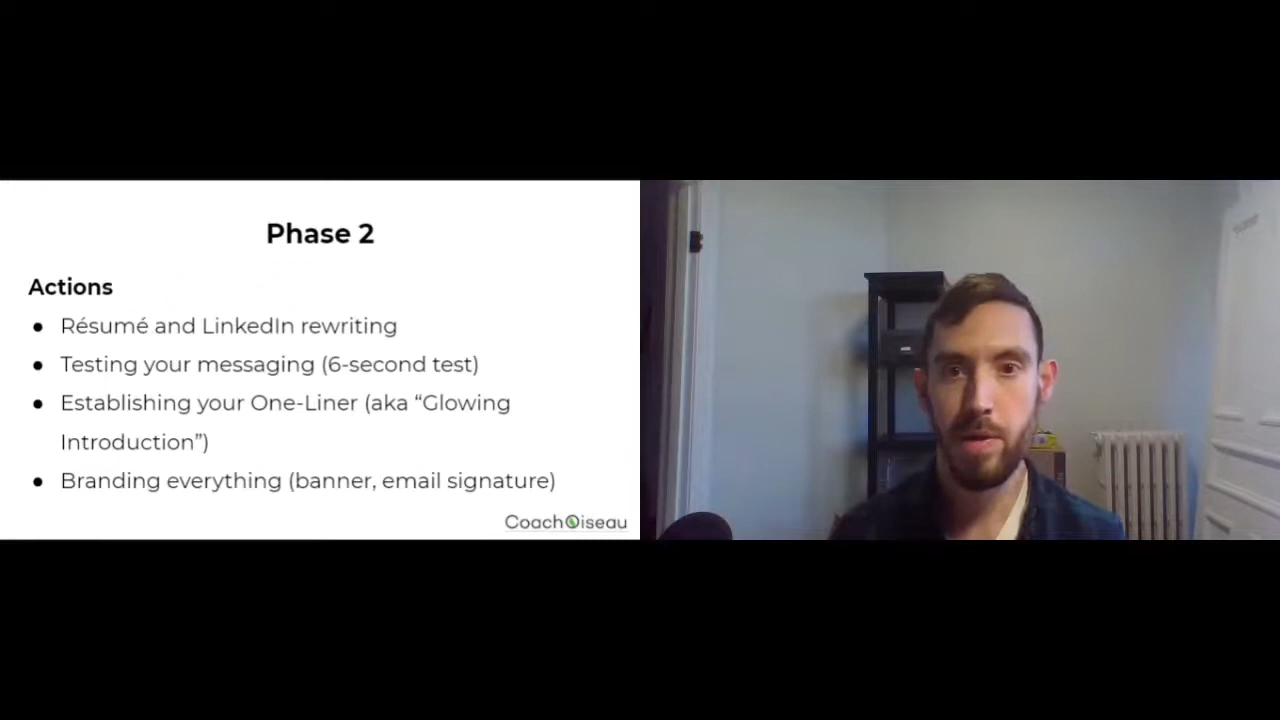 Phase 2
Actions
● Résumé and LinkedIn rewriting
● Testing your messaging (6-second test)
● Establishing your One-Liner (aka “Glowing
Introduction”)
● Branding everything (banner, email signature)
CoachOiseau